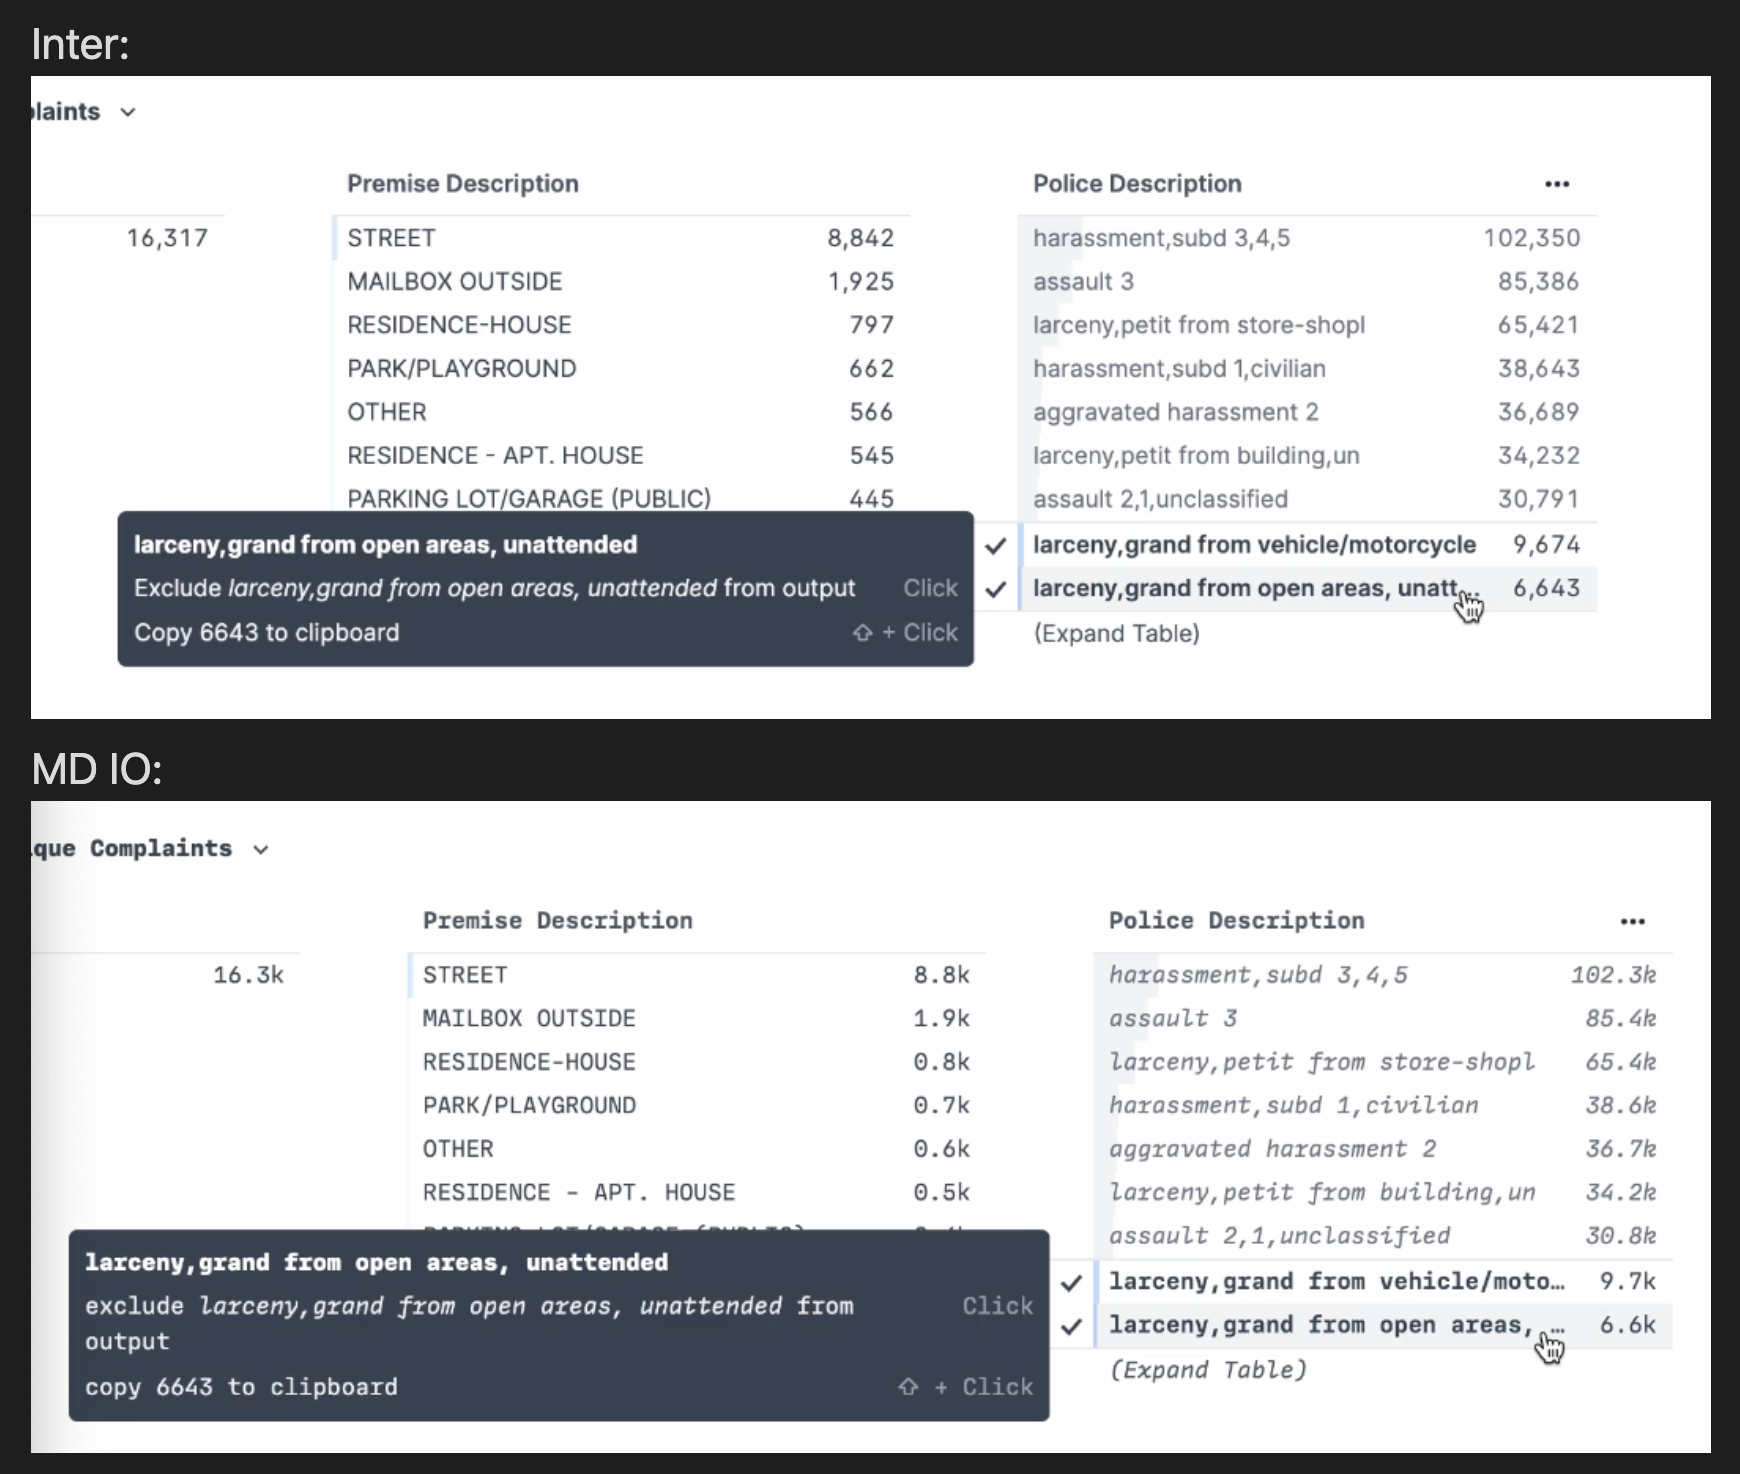 Inter:
plaints
Premise Description
Police Description
16,317
STREET 8,842
harassment,subd 3,4,5 102,350
MAILBOX OUTSIDE 1,925
assault 3 85,386
RESIDENCE-HOUSE 797
larceny,petit from store-shopl 65,421
PARK/PLAYGROUND 662
harassment,subd 1,civilian 38,643
OTHER 566
aggravated harassment 2 36,689
RESIDENCE - APT. HOUSE 545
larceny,petit from building,un 34,232
PARKING LOT/GARAGE (PUBLIC) 445
assault 2,1,unclassified 30,791
larceny,grand from open areas, unattended
larceny,grand from vehicle/motorcycle 9,674
Exclude larceny,grand from open areas, unattended from output Click
larceny,grand from open areas, unatt... 6,643
Copy 6643 to clipboard ⇧ + Click
(Expand Table)
MD IO:
que Complaints
Premise Description
Police Description
16.3k
STREET 8.8k
harassment,subd 3,4,5 102.3k
MAILBOX OUTSIDE 1.9k
assault 3 85.4k
RESIDENCE-HOUSE 0.8k
larceny,petit from store-shopl 65.4k
PARK/PLAYGROUND 0.7k
harassment,subd 1,civilian 38.6k
OTHER 0.6k
aggravated harassment 2 36.7k
RESIDENCE - APT. HOUSE 0.5k
larceny,petit from building,un 34.2k
assault 2,1,unclassified 30.8k
larceny,grand from open areas, unattended
larceny,grand from vehicle/moto... 9.7k
exclude larceny,grand from open areas, unattended from Click
output
larceny,grand from open areas, ... 6.6k
copy 6643 to clipboard ⇧ + Click
(Expand Table)